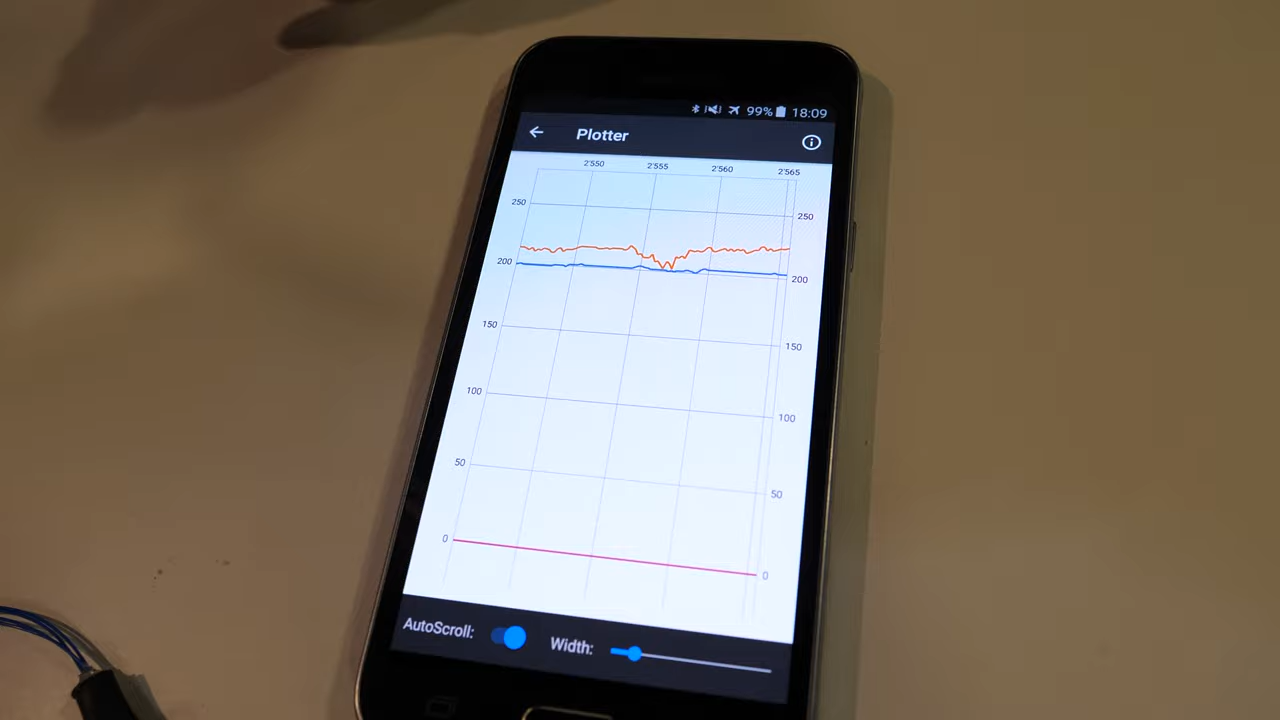 99% 18:09
Plotter
2'550 2'555 2'560 2'565
250 250
200 200
150 150
100 100
50 50
0 0
AutoScroll: Width: